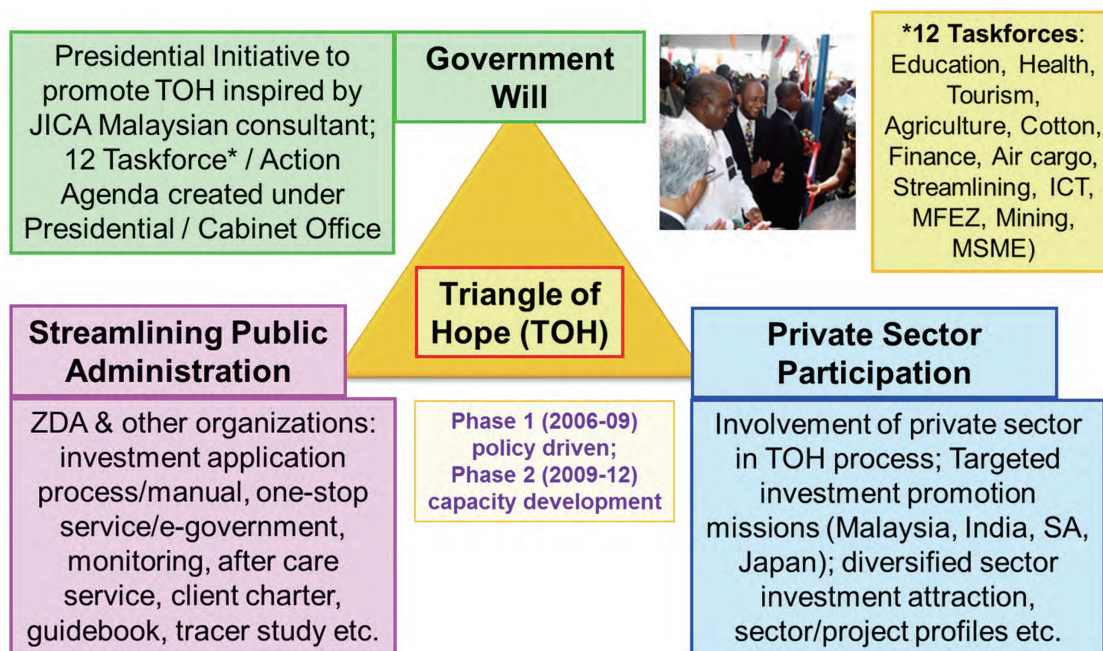 Presidential Initiative to
promote TOH inspired by
JICA Malaysian consultant;
12 Taskforce* / Action
Agenda created under
Presidential / Cabinet Office
Government
Will
*12 Taskforces:
Education, Health,
Tourism,
Agriculture, Cotton,
Finance, Air cargo,
Streamlining, ICT,
MFEZ, Mining,
MSME)
Triangle of
Hope (TOH)
Streamlining Public
Administration
ZDA & other organizations:
investment application
process/manual, one-stop
service/e-government,
monitoring, after care
service, client charter,
guidebook, tracer study etc.
Phase 1 (2006-09)
policy driven;
Phase 2 (2009-12)
capacity development
Private Sector
Participation
Involvement of private sector
in TOH process; Targeted
investment promotion
missions (Malaysia, India, SA,
Japan); diversified sector
investment attraction,
sector/project profiles etc.